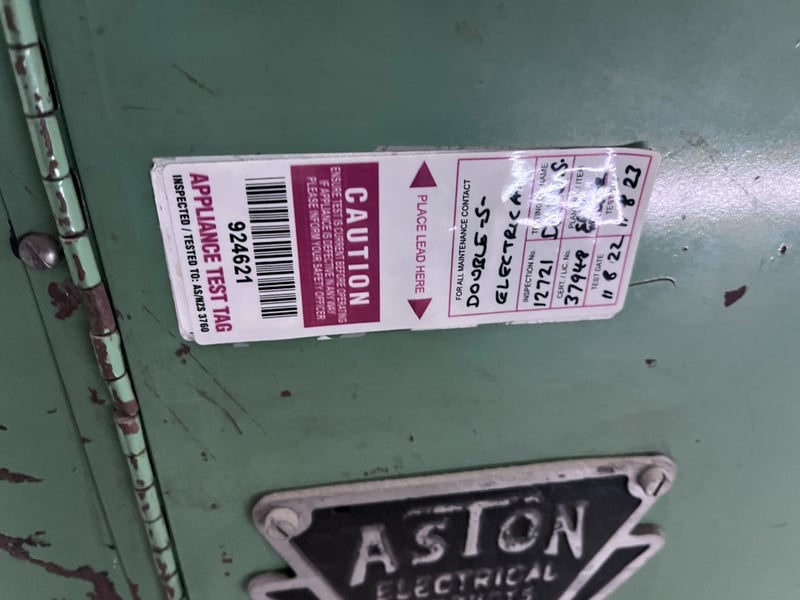 APPLIANCE TEST TAG
INSPECTED / TESTED TO: AS/NZS 3760
924621
CAUTION
ENSURE TEST IS CURRENT BEFORE OPERATING
IF APPLIANCE IS DEFECTIVE IN ANY WAY
PLEASE INFORM YOUR SAFETY OFFICER
PLACE LEAD HERE
FOR ALL MAINTENANCE CONTACT
DOUBLE-S-
ELECTRICAL
INSPECTION No
12721
CERT / LIC. No
37948
TEST DATE
11 8 22
8 23
ASTON
ELECTRICAL